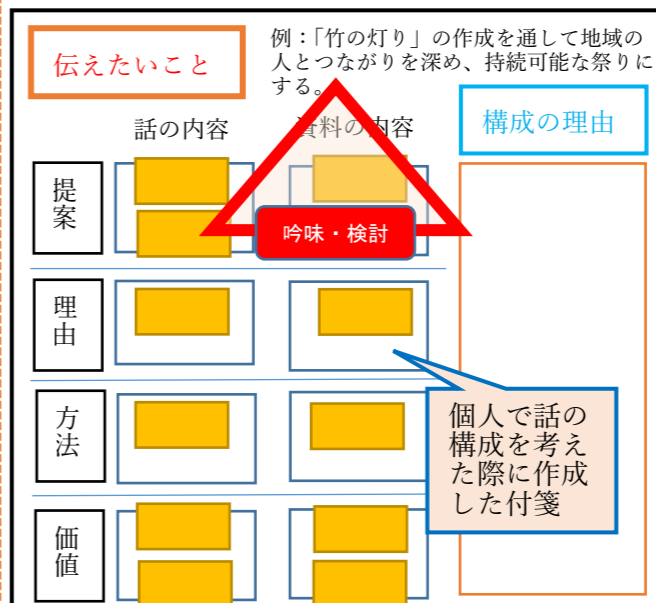 伝えたいこと
例：「竹の灯り」の作成を通して地域の
人とつながりを深め、持続可能な祭りに
する。
話の内容
資料の内容
構成の理由
提案
吟味・検討
理由
方法
個人で話の
構成を考え
た際に作成
した付箋
価値